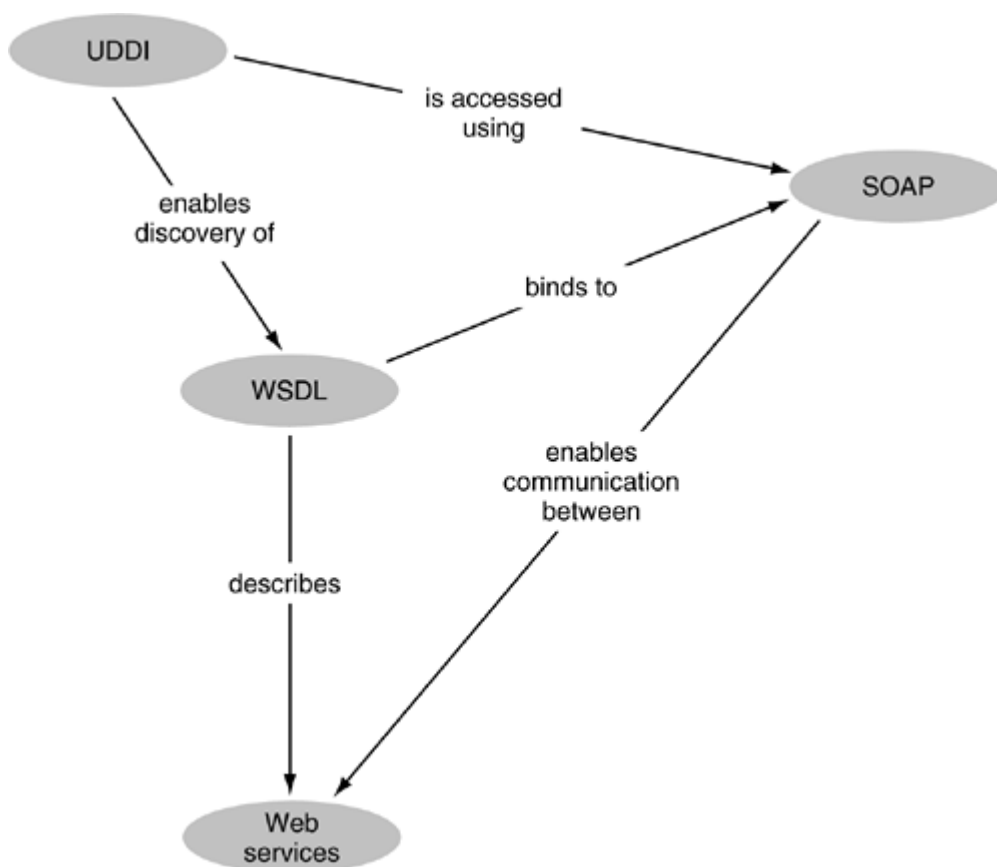 UDDI
is accessed
using
SOAP
enables
discovery of
binds to
WSDL
enables
communication
between
describes
Web
services